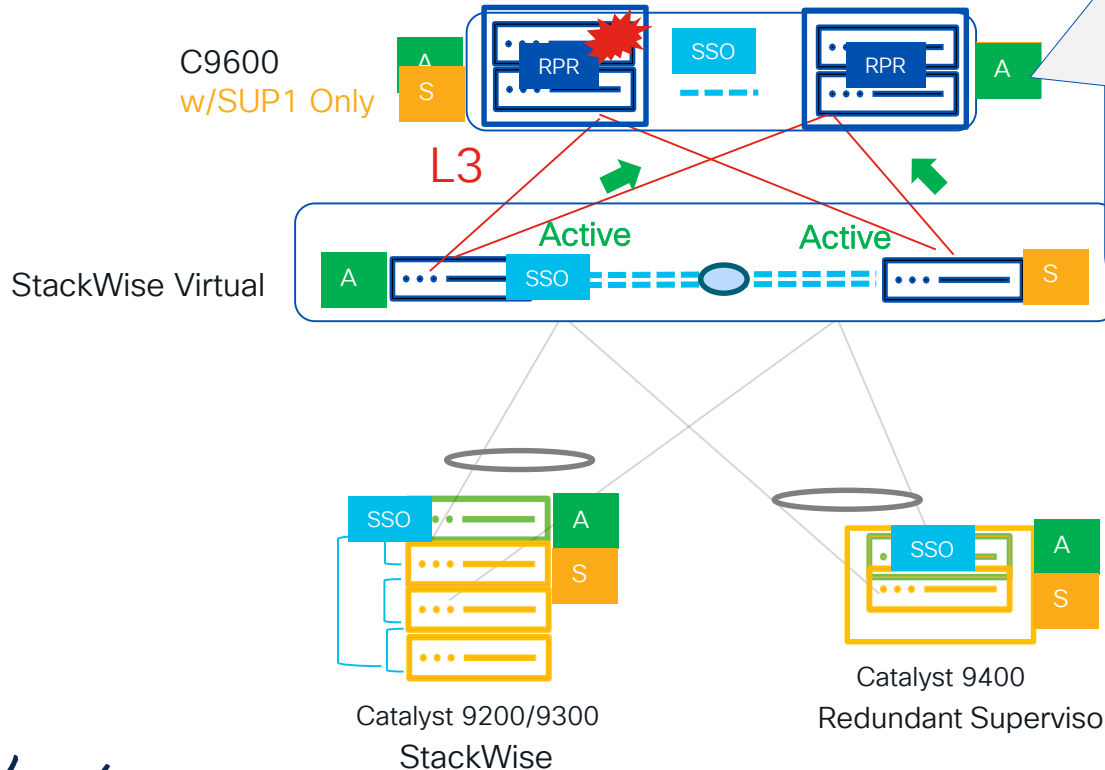 C9600
w/SUP1 Only
A
S
RPR
SSO
RPR
A
L3
Active
Active
StackWise Virtual
A
SSO
S
SSO
A
S
SSO
A
S
Catalyst 9200/9300
StackWise
Catalyst 9400
Redundant Superviso